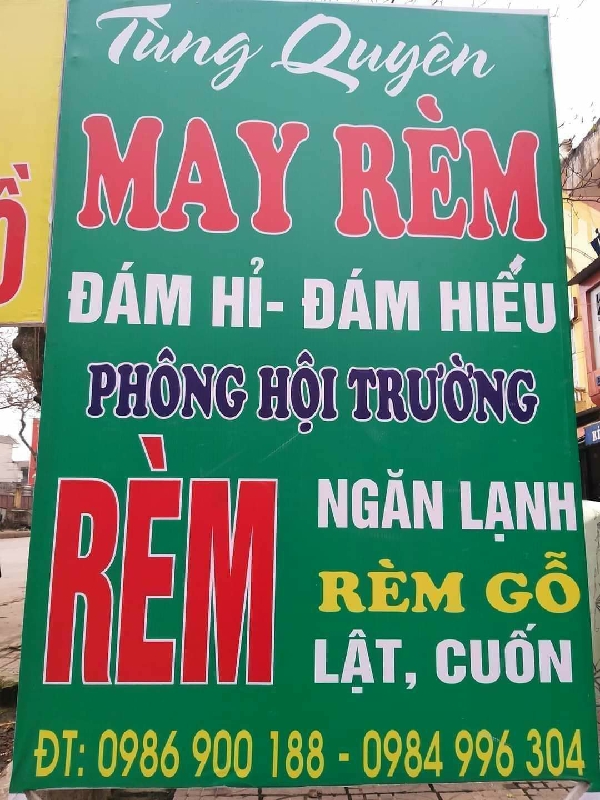 Tùng Quyên
MAY RÈM
ĐÁM HỈ- ĐÁM HIẾU
PHÔNG HỘI TRƯỜNG
RÈM
NGĂN LẠNH
RÈM GỖ
LẬT, CUỐN
ĐT: 0986 900 188 - 0984 996 304